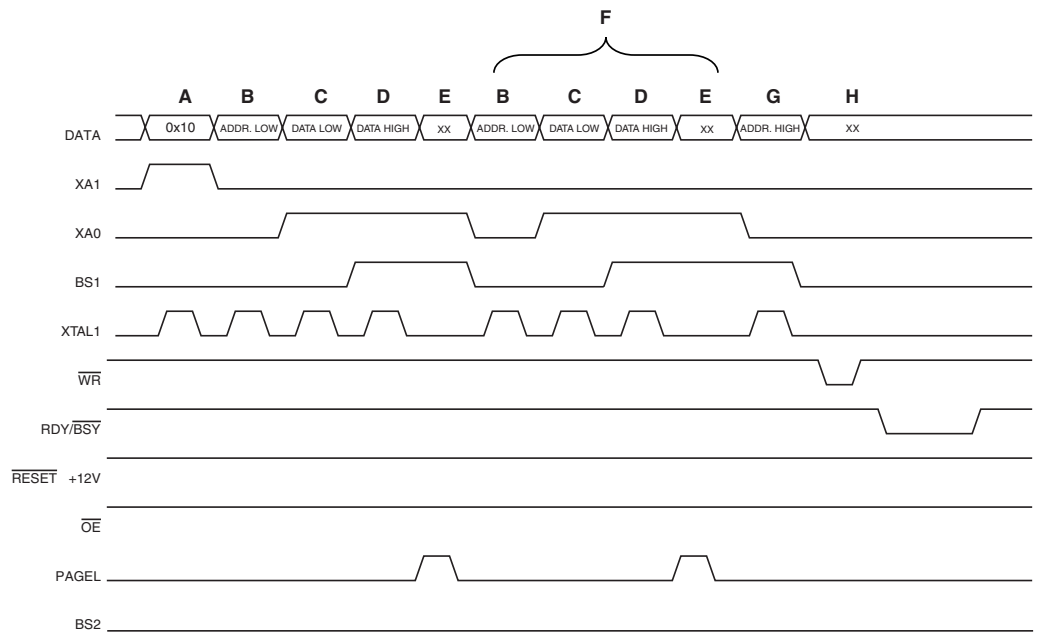 F
A B C D E B C D E G H
DATA 0x10 ADDR. LOW DATA LOW DATA HIGH XX ADDR. LOW DATA LOW DATA HIGH XX ADDR. HIGH XX
XA1
XA0
BS1
XTAL1
WR
RDY/BSY
RESET +12V
OE
PAGEL
BS2